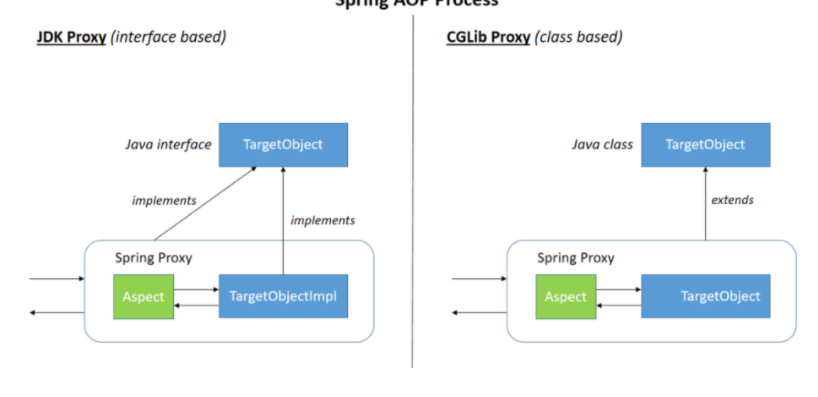 Spring AOP Process
JDK Proxy (interface based)
Java interface
TargetObject
implements
implements
Spring Proxy
Aspect
TargetObjectImpl
CGLib Proxy (class based)
Java class
TargetObject
extends
Spring Proxy
Aspect
TargetObject